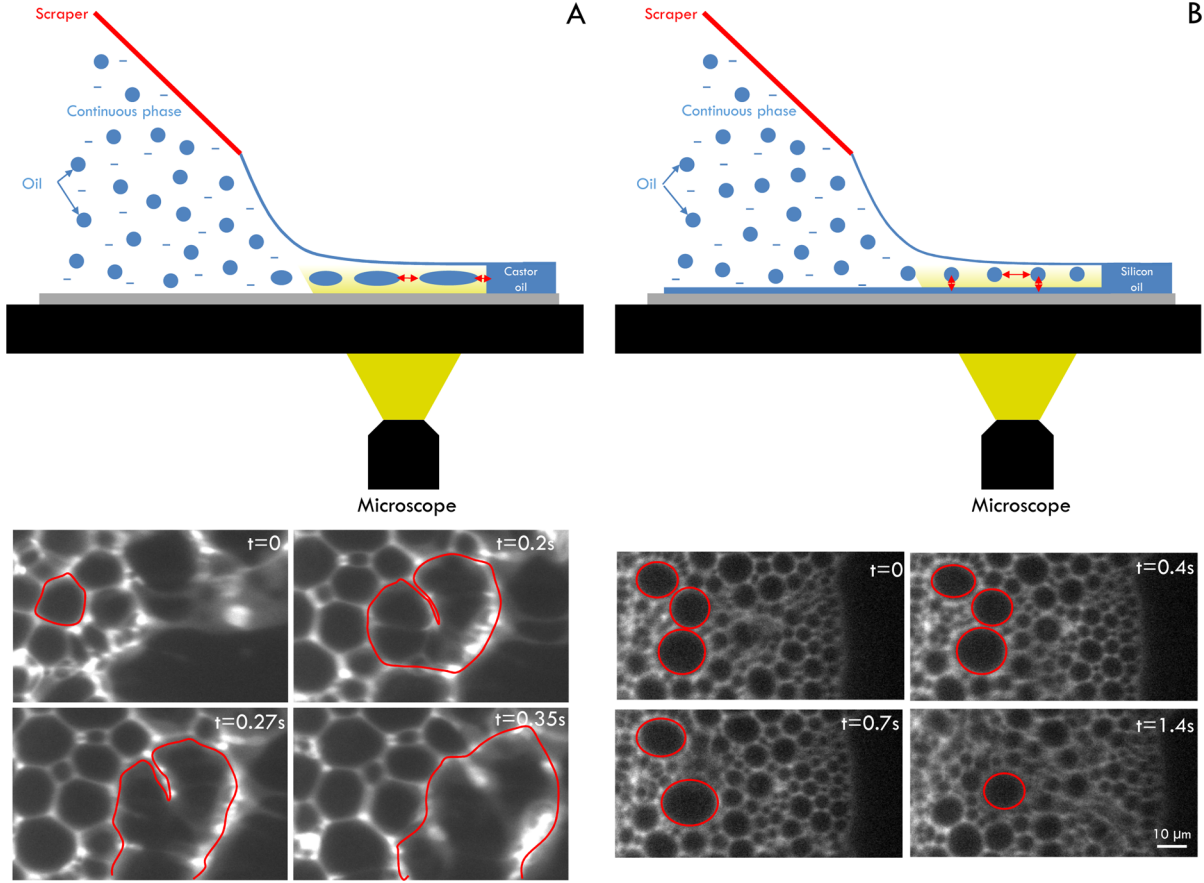 Scraper
A
Continuous phase
Oil
Castor
oil
Microscope
t=0
t=0.2s
t=0.27s
t=0.35s
Scraper
B
Continuous phase
Oil
Silicon
oil
Microscope
t=0
t=0.4s
t=0.7s
t=1.4s
10 µm